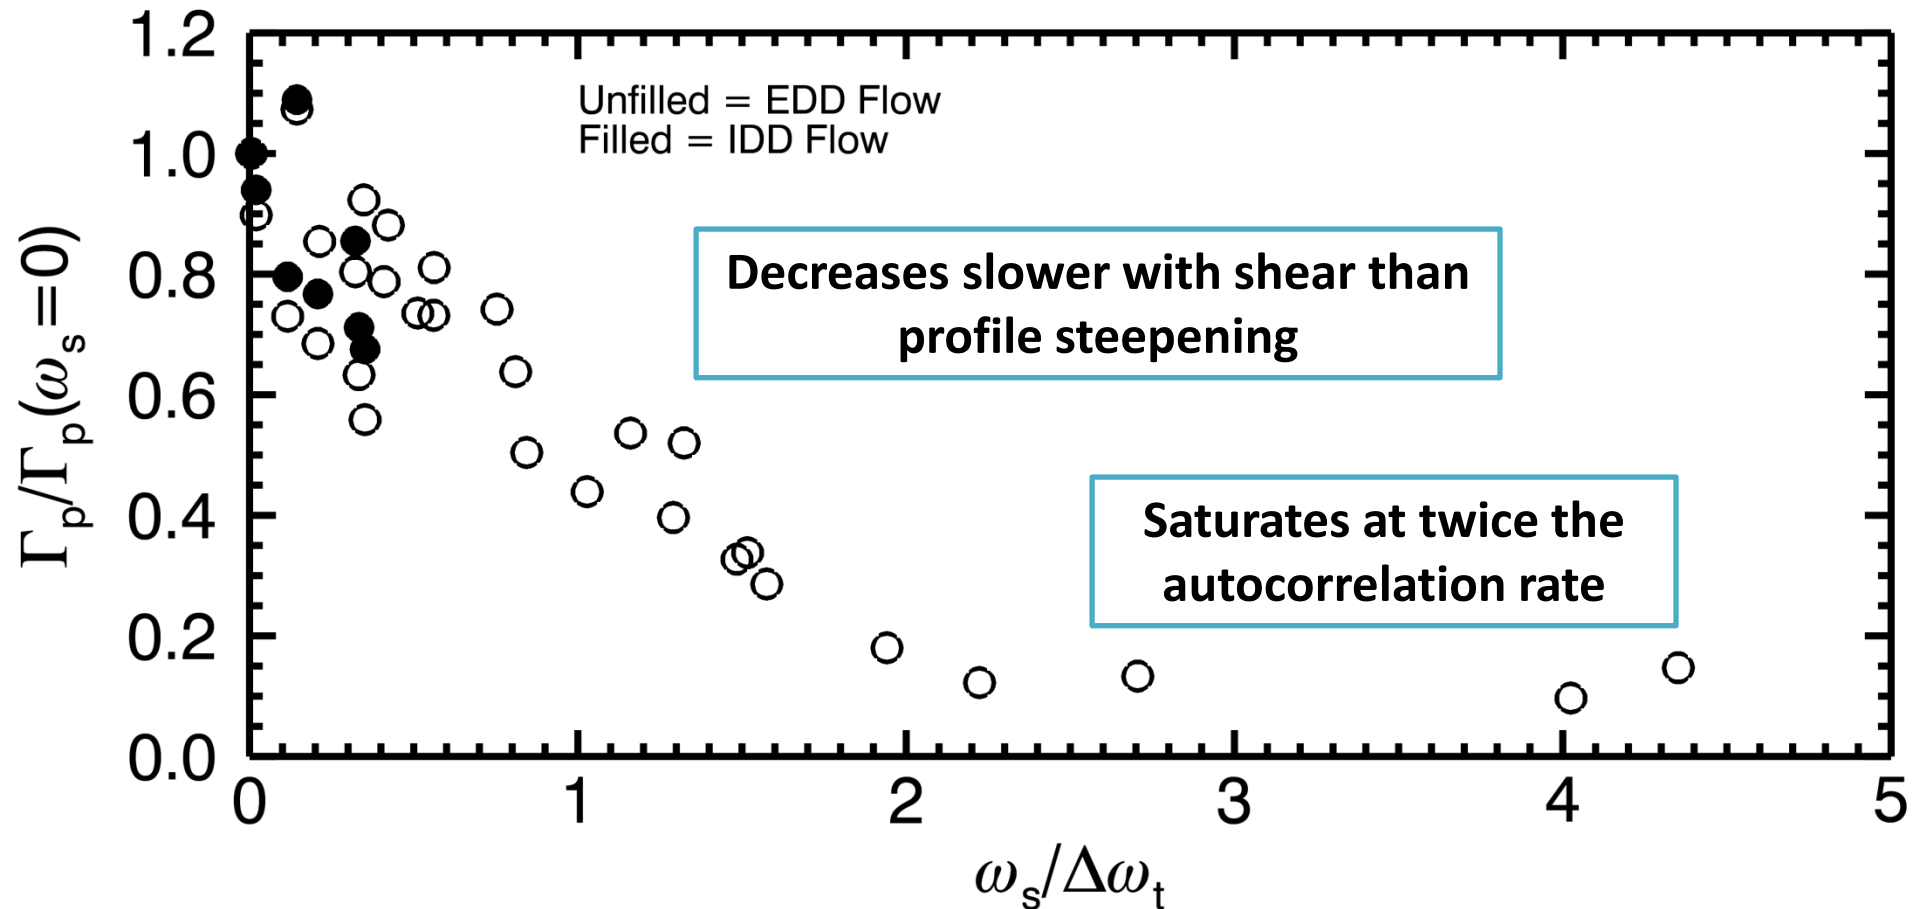 1.2
1.0
0.8
0.6
0.4
0.2
0.0
Γp/Γp(ωs=0)
Unfilled = EDD Flow
Filled = IDD Flow
Decreases slower with shear than
profile steepening
Saturates at twice the
autocorrelation rate
0 1 2 3 4 5
ωs/Δωt